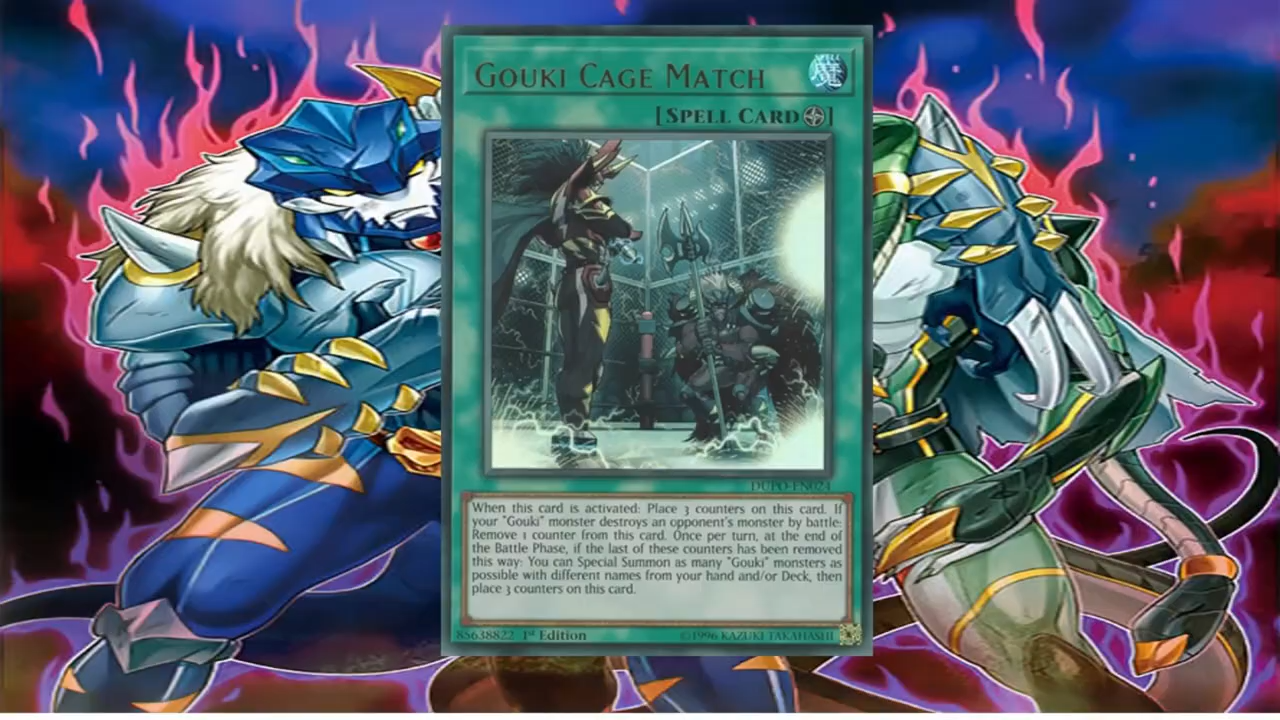 GOUKI CAGE MATCH
SPELL
魔
[SPELL CARD]
DUPO-EN024
When this card is activated: Place 3 counters on this card. If
your "Gouki" monster destroys an opponent's monster by battle:
Remove 1 counter from this card. Once per turn, at the end of
the Battle Phase, if the last of these counters has been removed
this way: You can Special Summon as many "Gouki" monsters as
possible with different names from your hand and/or Deck, then
place 3 counters on this card.
85638822 1st Edition
©1996 KAZUKI TAKAHASHI